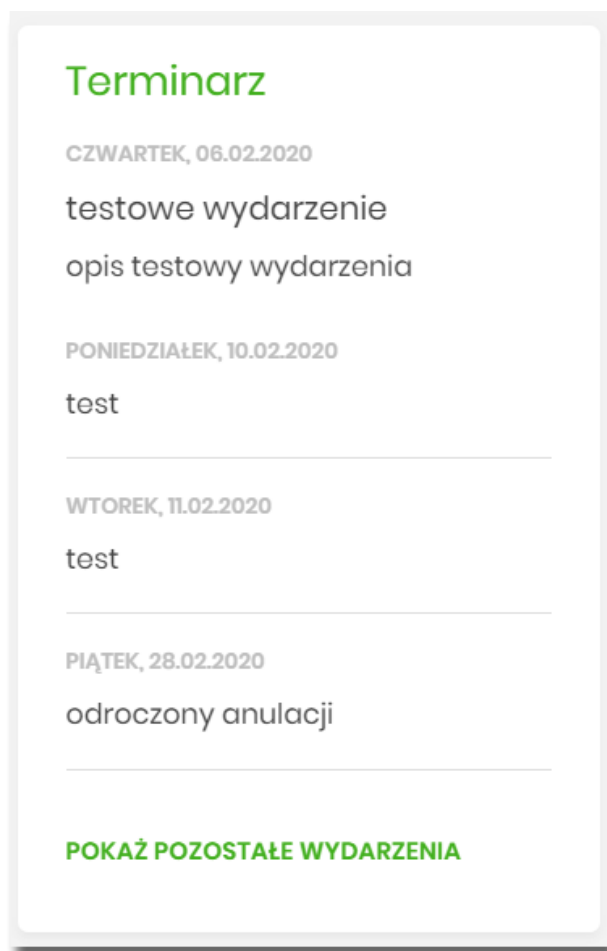 Terminarz
CZWARTEK, 06.02.2020
testowe wydarzenie
opis testowy wydarzenia
PONIEDZIAŁEK, 10.02.2020
test
WTOREK, 11.02.2020
test
PIĄTEK, 28.02.2020
odroczony anulacji
POKAŻ POZOSTAŁE WYDARZENIA